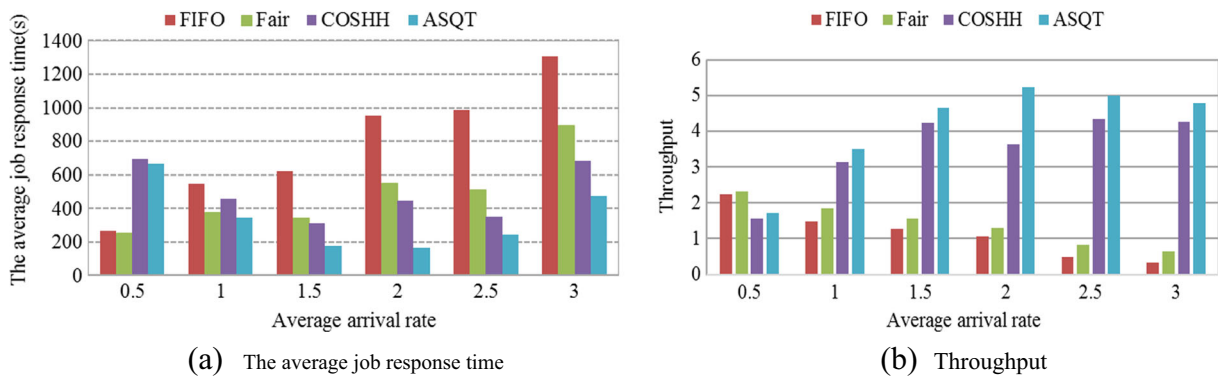 FIFO Fair COSHH ASQT
The average job response time(s)
1400
1200
1000
800
600
400
200
0
0.5 1 1.5 2 2.5 3
Average arrival rate
(a) The average job response time
FIFO Fair COSHH ASQT
Throughput
6
5
4
3
2
1
0
0.5 1 1.5 2 2.5 3
Average arrival rate
(b) Throughput